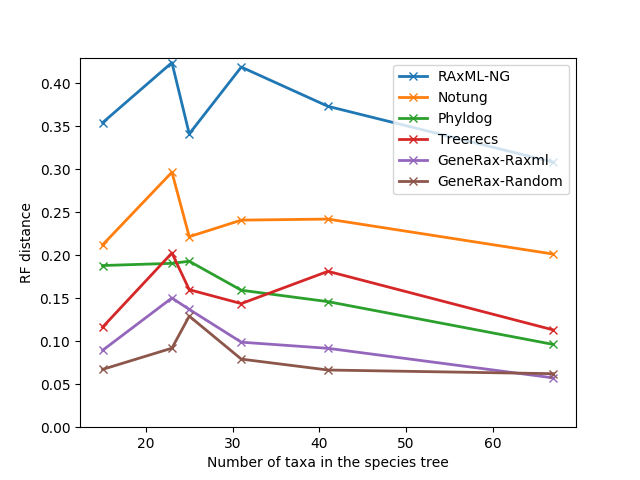 0.40
0.35
0.30
0.25
0.20
0.15
0.10
0.05
0.00
RF distance
RAxML-NG
Notung
Phyldog
Treerecs
GeneRax-Raxml
GeneRax-Random
20 30 40 50 60
Number of taxa in the species tree